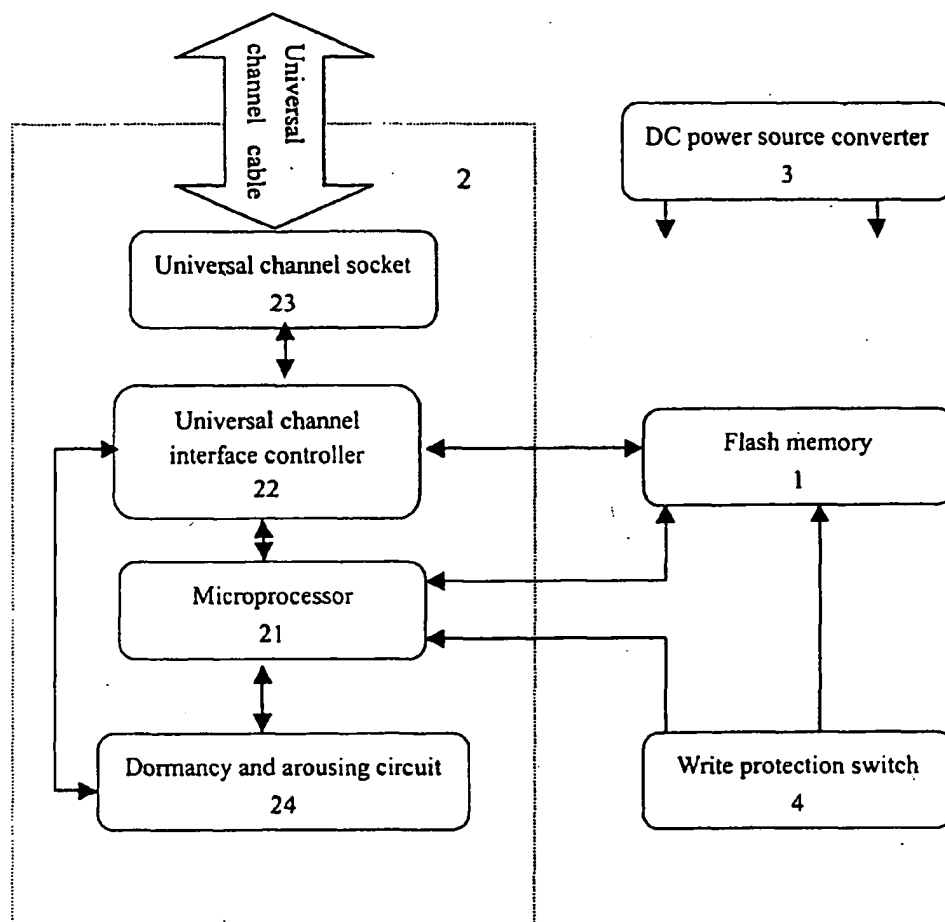 Universal
channel cable
2
DC power source converter
3
Universal channel socket
23
Universal channel
interface controller
22
Flash memory
1
Microprocessor
21
Dormancy and arousing circuit
24
Write protection switch
4